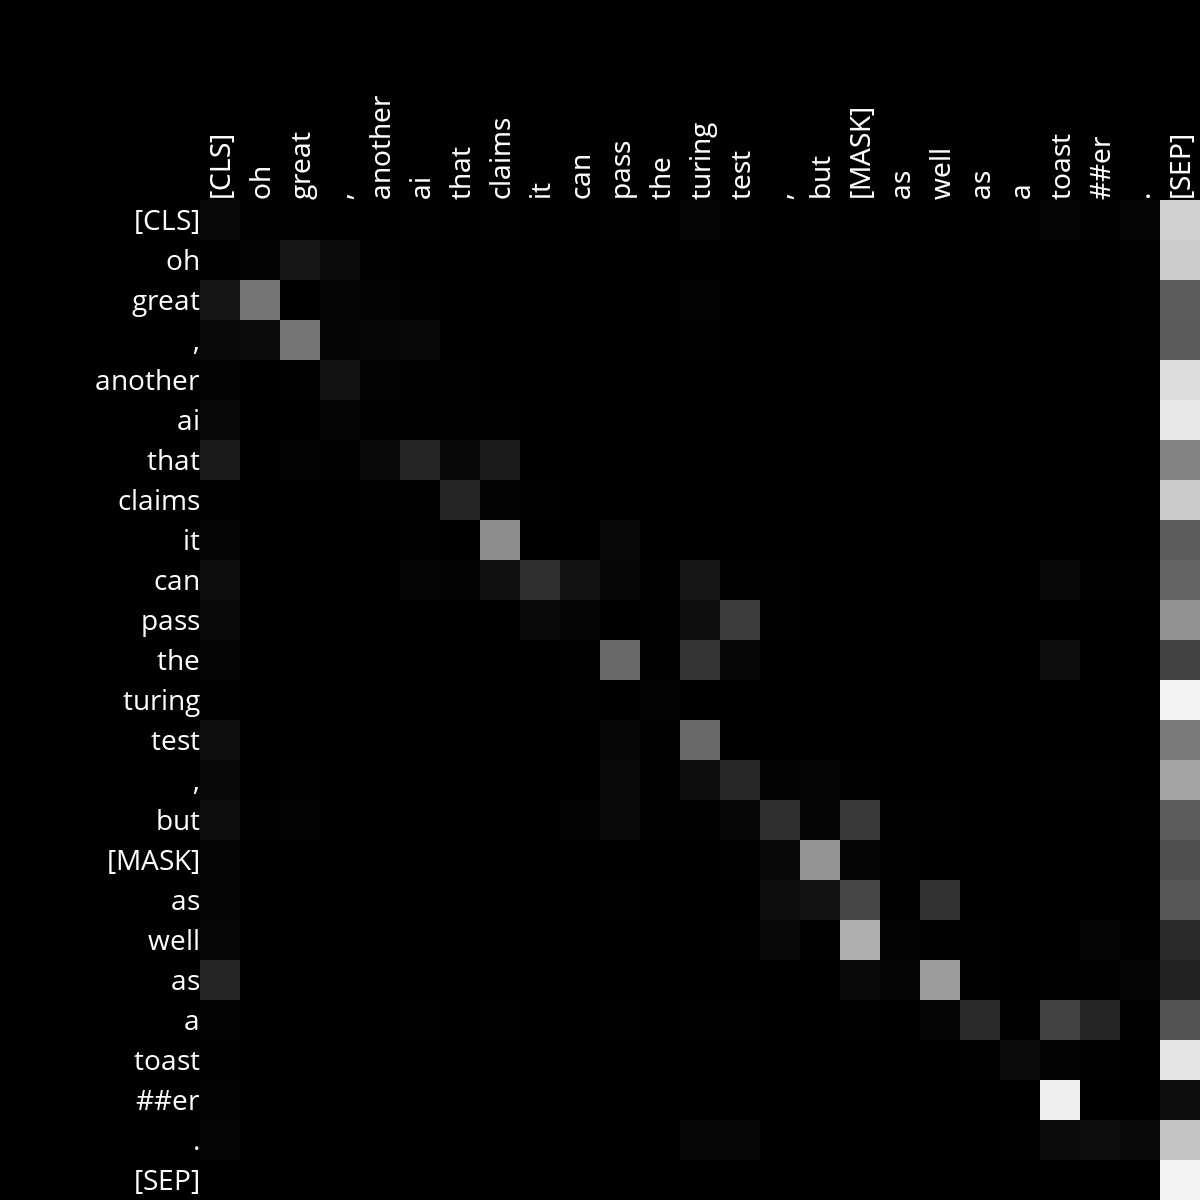 [CLS] oh great , another ai that claims it can pass the turing test , but [MASK] as well as a toast ##er . [SEP]
[CLS]
oh
great
,
another
ai
that
claims
it
can
pass
the
turing
test
,
but
[MASK]
as
well
as
a
toast
##er
.
[SEP]